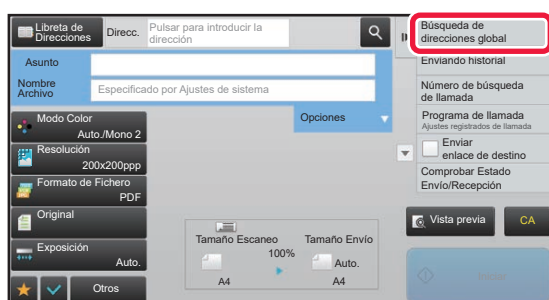 Libreta de
Direcciones
Direcc.
Pulsar para introducir la
dirección
Asunto
Nombre
Archivo
Especificado por Ajustes de sistema
Opciones
Modo Color
Auto./Mono 2
Resolución
200x200ppp
Formato de Fichero
PDF
Original
Exposición
Auto.
Otros
Tamaño Escaneo
100%
Tamaño Envío
A4
Auto.
A4
Búsqueda de
direcciones global
Enviando historial
Número de búsqueda
de llamada
Programa de llamada
Ajustes registrados de llamada
Enviar
enlace de destino
Comprobar Estado
Envío/Recepción
Vista previa
CA
Iniciar